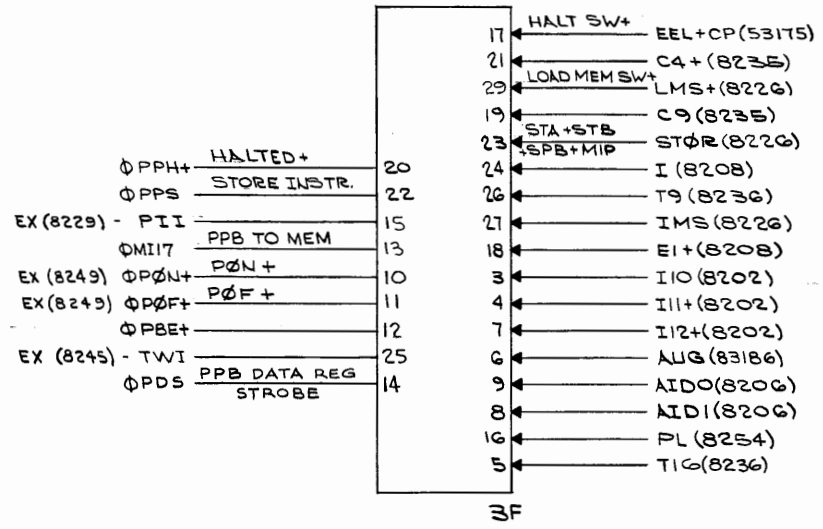 HALT SW+
17 EEL+CP(53175)
21 C4+(8235)
LOAD MEM SW+
29 LMS+(8226)
19 C9(8235)
STA+STB
23 STØR(8226)
+SPB+MIP
ΦPPH+ HALTED+ 20 24 I(8208)
ΦPPS STORE INSTR. 22 26 T9(8236)
EX(8229)- PII 15 27 IMS(8226)
ΦMI17 PPB TO MEM 13 18 EI+(8208)
EX(8249) ΦPØN+ PØN+ 10 3 I10(8202)
EX(8249) ΦPØF+ PØF+ 11 4 I11+(8202)
ΦPBE+ 12 7 I12+(8202)
EX (8245)- TWI 25 6 AUG(83186)
ΦPDS PPB DATA REG 14 9 AID0(8206)
STROBE
8 AID1(8206)
16 PL(8254)
5 T1G(8236)
3F